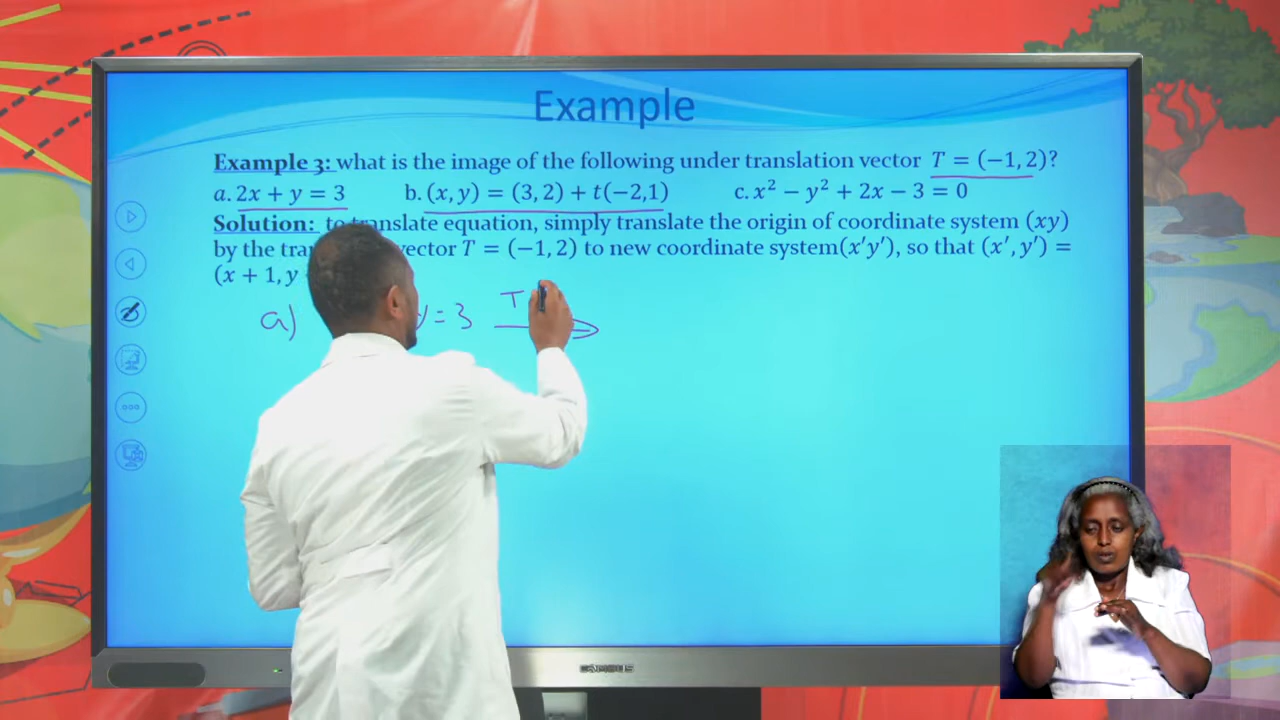 Example
Example 3: what is the image of the following under translation vector T = (−1, 2)?
a. 2x + y = 3 b. (x, y) = (3, 2) + t(−2,1) c. x² − y² + 2x − 3 = 0
Solution: to translate equation, simply translate the origin of coordinate system (xy)
by the ector T = (−1, 2) to new coordinate system(x′y′), so that (x′, y′) =
(x + 1, y
a) y = 3 T